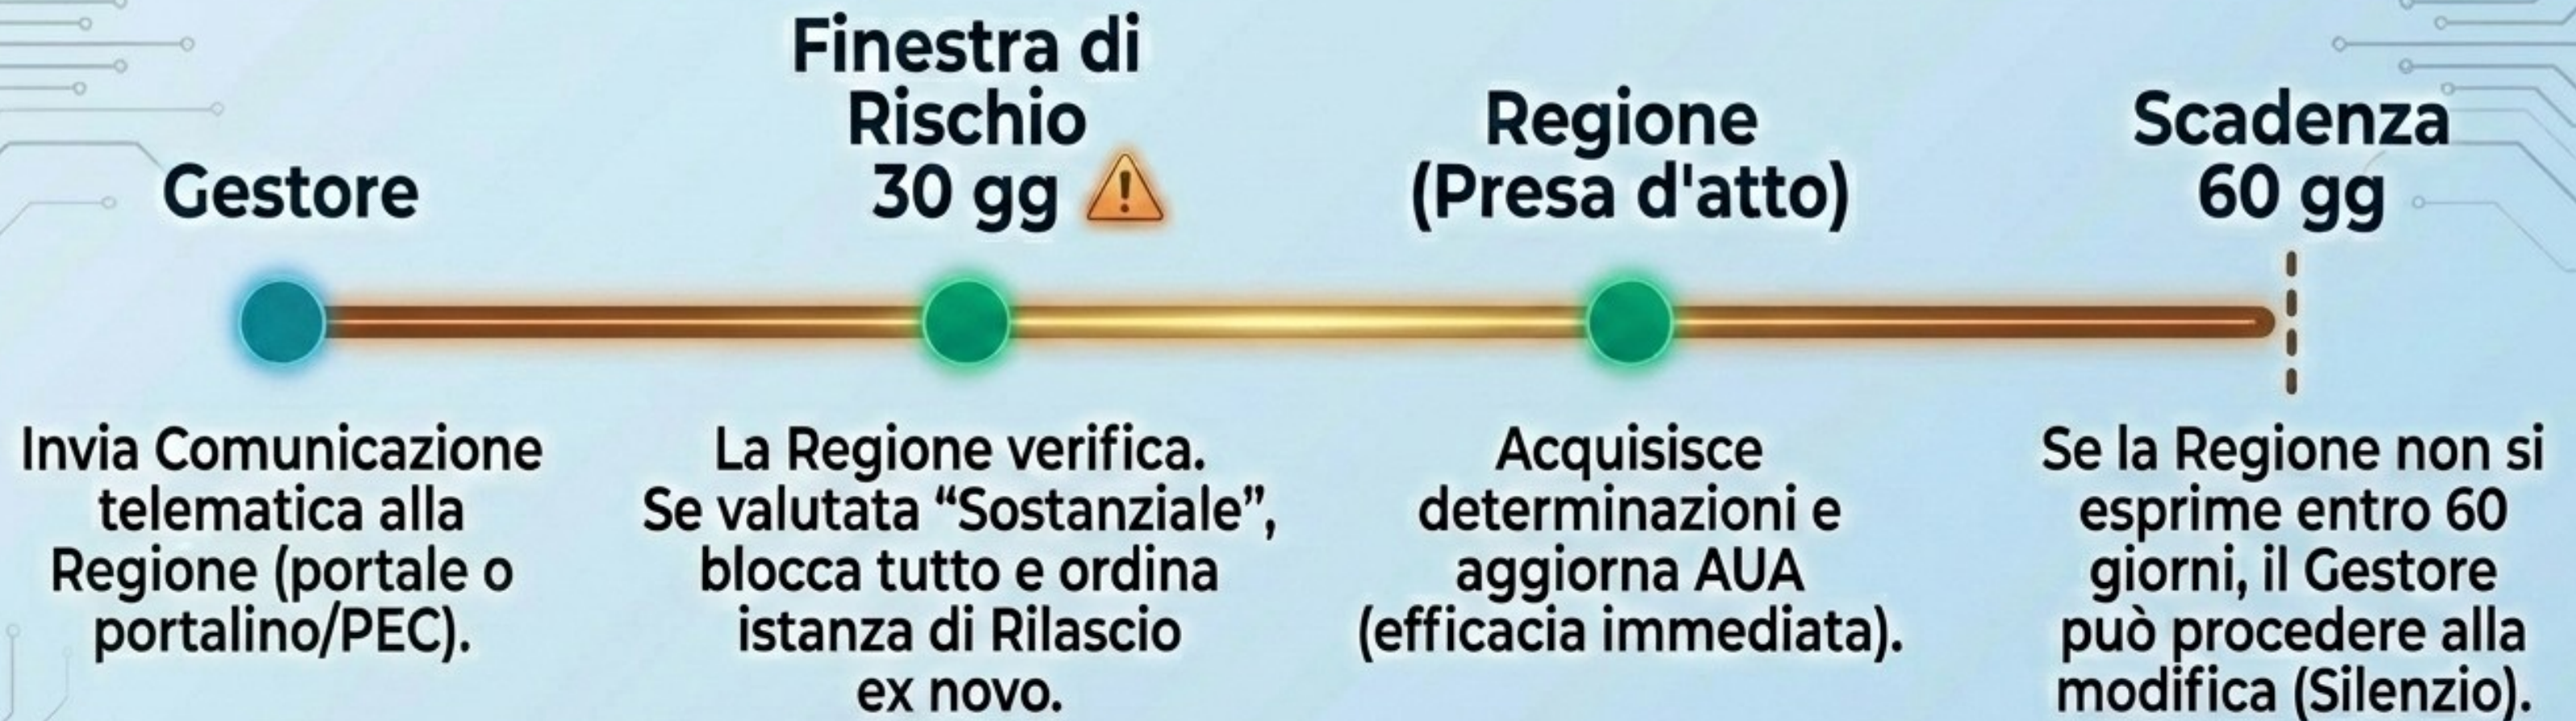 Gestore
Invia Comunicazione
telematica alla
Regione (portale o
portalino/PEC).
Finestra di
Rischio
30 gg
La Regione verifica.
Se valutata “Sostanziale”,
blocca tutto e ordina
istanza di Rilascio
ex novo.
Regione
(Presa d'atto)
Acquisisce
determinazioni e
aggiorna AUA
(efficacia immediata).
Scadenza
60 gg
Se la Regione non si
esprime entro 60
giorni, il Gestore
può procedere alla
modifica (Silenzio).